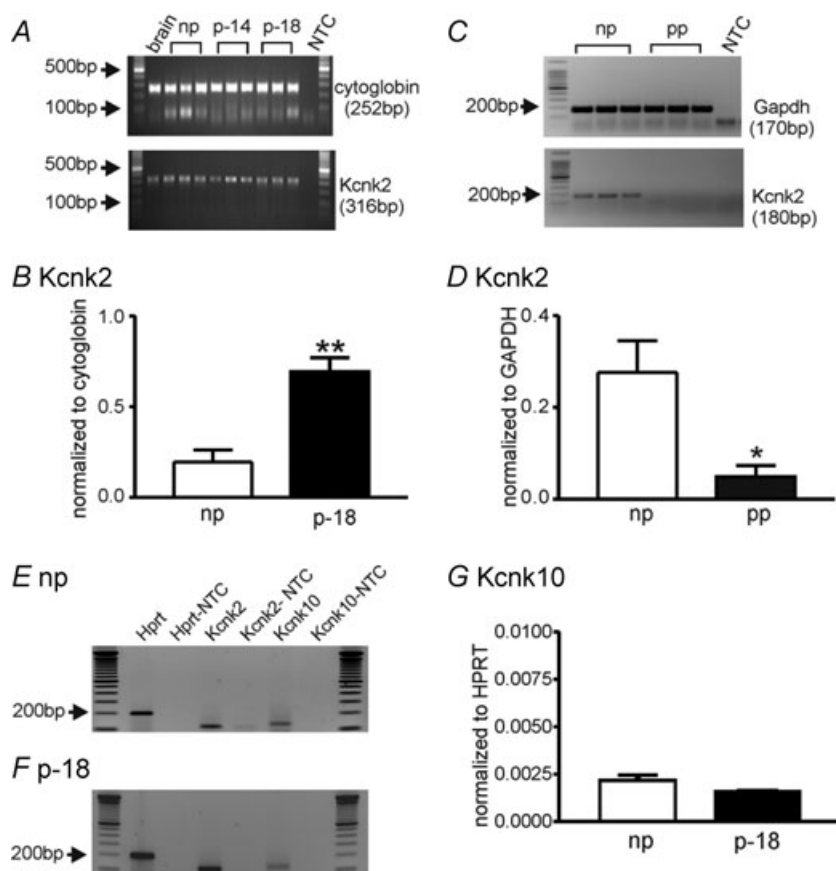 A
brain np p-14 p-18 NTC
500bp
cytoglobin
(252bp)
100bp
500bp
Kcnk2
(316bp)
100bp
C
np pp NTC
200bp
Gapdh
(170bp)
200bp
Kcnk2
(180bp)
B Kcnk2
normalized to cytoglobin
1.0
0.5
0.0
**
np p-18
D Kcnk2
normalized to GAPDH
0.4
0.2
0.0
*
np pp
E np
Hprt Hprt-NTC Kcnk2 Kcnk2- NTC Kcnk10 Kcnk10-NTC
200bp
F p-18
200bp
G Kcnk10
normalized to HPRT
0.0100
0.0075
0.0050
0.0025
0.0000
np p-18